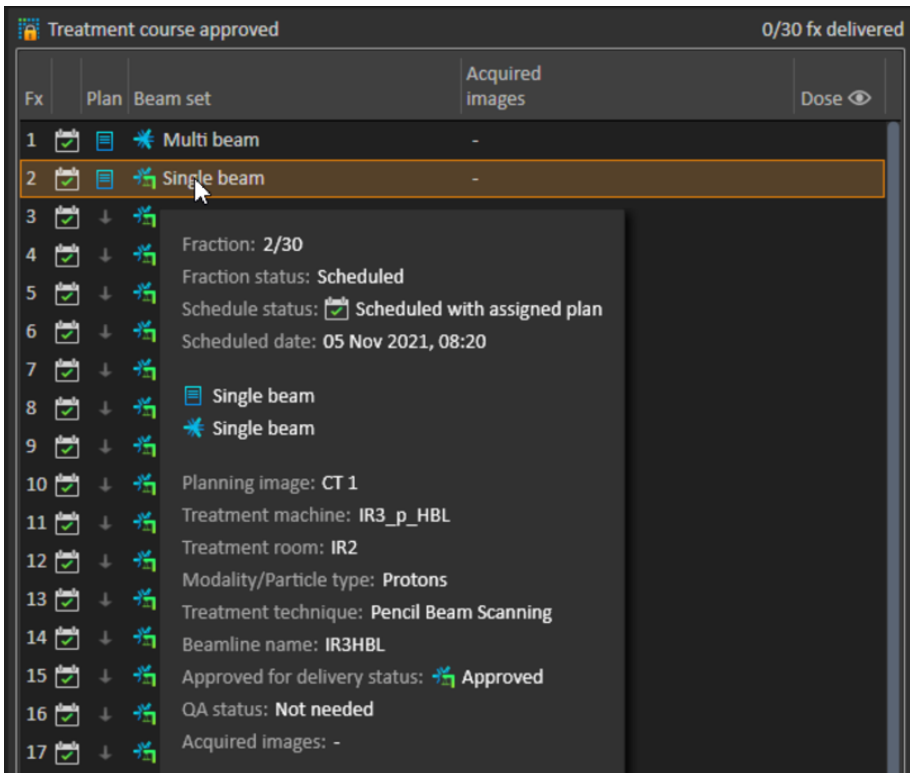 Treatment course approved 0/30 fx delivered
Fx Plan Beam set Acquired images Dose
1 Multi beam -
2 Single beam -
3
4
5
6
7
8
9
10
11
12
13
14
15
16
17
Fraction: 2/30
Fraction status: Scheduled
Schedule status: Scheduled with assigned plan
Scheduled date: 05 Nov 2021, 08:20
Single beam
Single beam
Planning image: CT 1
Treatment machine: IR3_p_HBL
Treatment room: IR2
Modality/Particle type: Protons
Treatment technique: Pencil Beam Scanning
Beamline name: IR3HBL
Approved for delivery status: Approved
QA status: Not needed
Acquired images: -